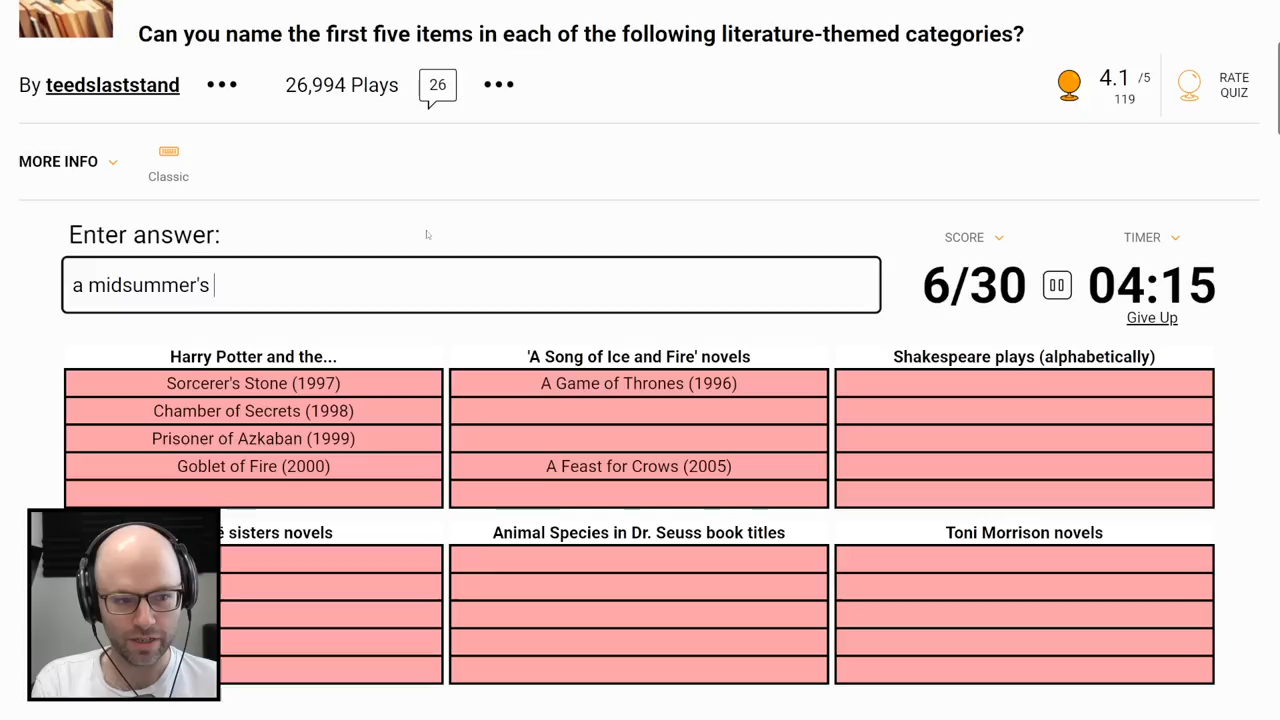 Can you name the first five items in each of the following literature-themed categories?
By teedslaststand ••• 26,994 Plays 26 •••
4.1 /5
119
RATE
QUIZ
MORE INFO
Classic
Enter answer:
a midsummer's
SCORE
TIMER
6/30
04:15
Give Up
Harry Potter and the...
Sorcerer's Stone (1997)
Chamber of Secrets (1998)
Prisoner of Azkaban (1999)
Goblet of Fire (2000)
'A Song of Ice and Fire' novels
A Game of Thrones (1996)
A Feast for Crows (2005)
Shakespeare plays (alphabetically)
sisters novels
Animal Species in Dr. Seuss book titles
Toni Morrison novels